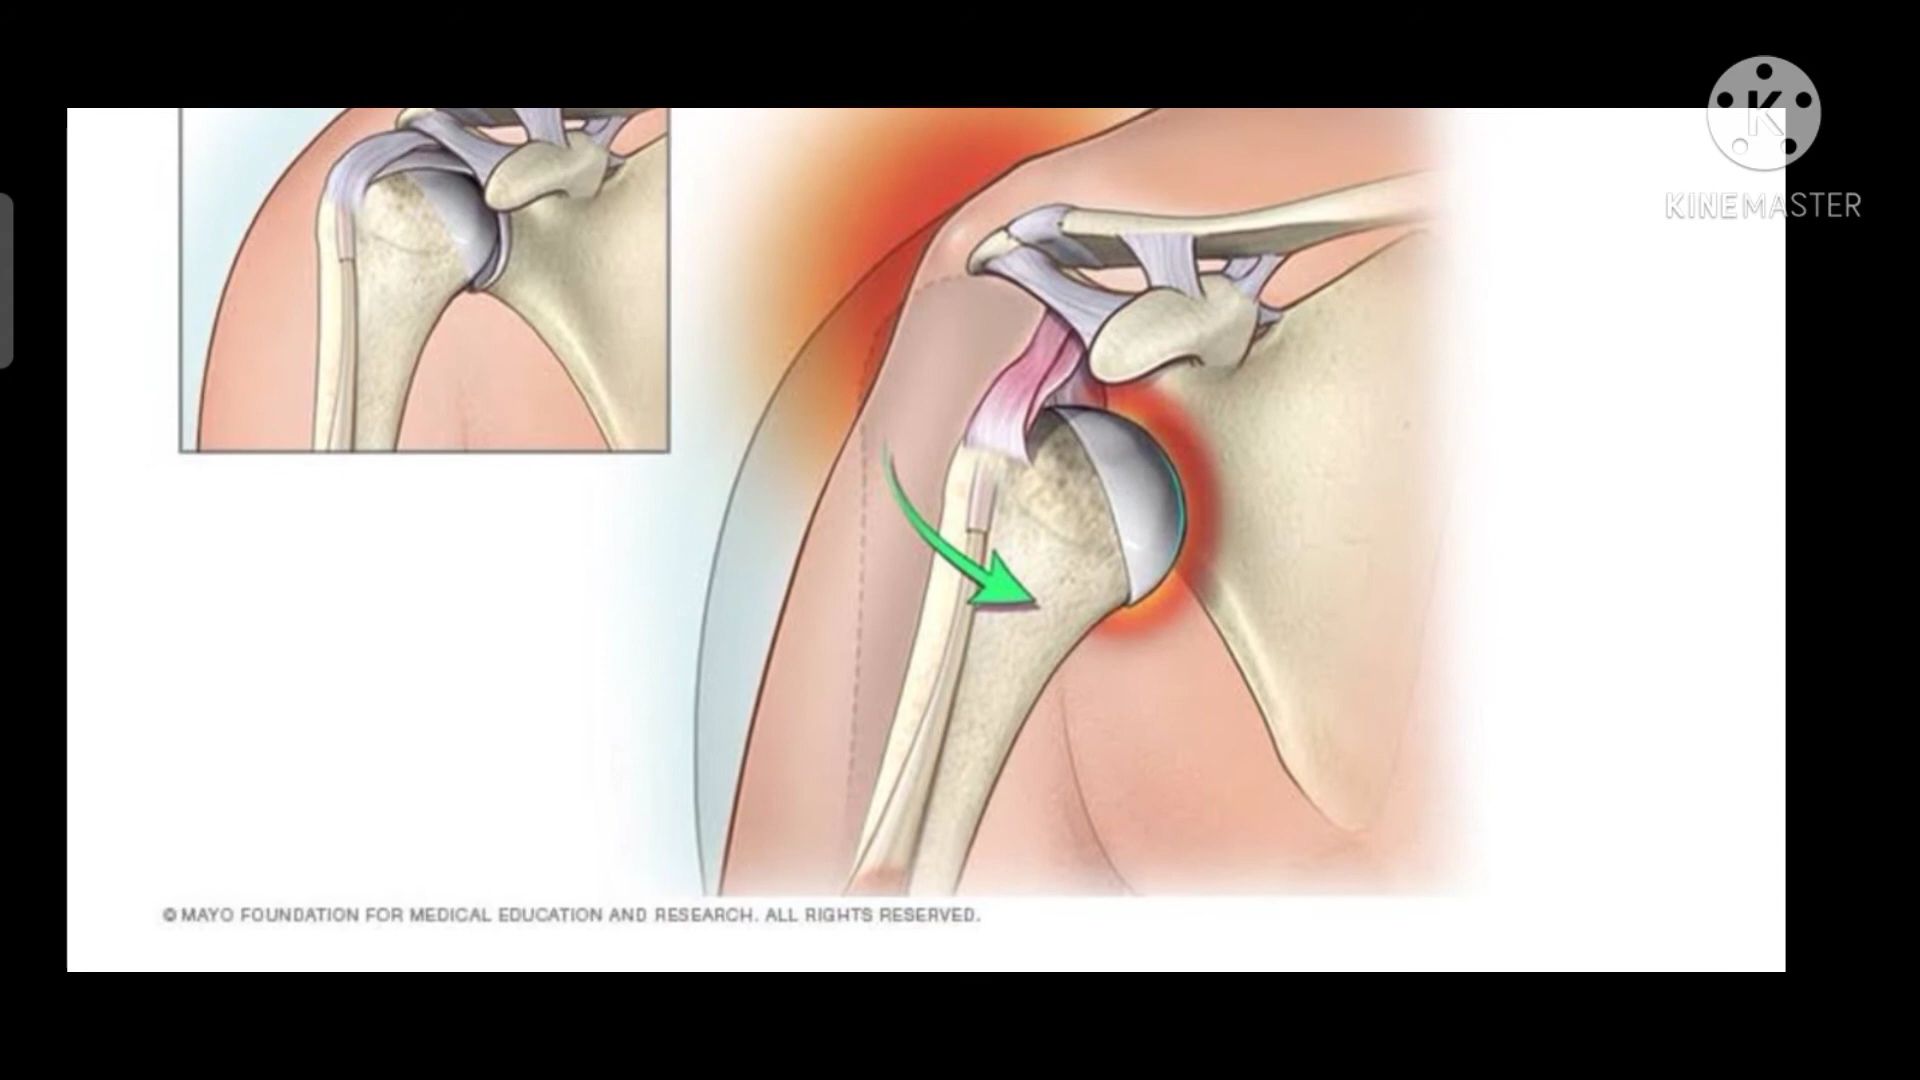 K
KINEMASTER
© MAYO FOUNDATION FOR MEDICAL EDUCATION AND RESEARCH. ALL RIGHTS RESERVED.